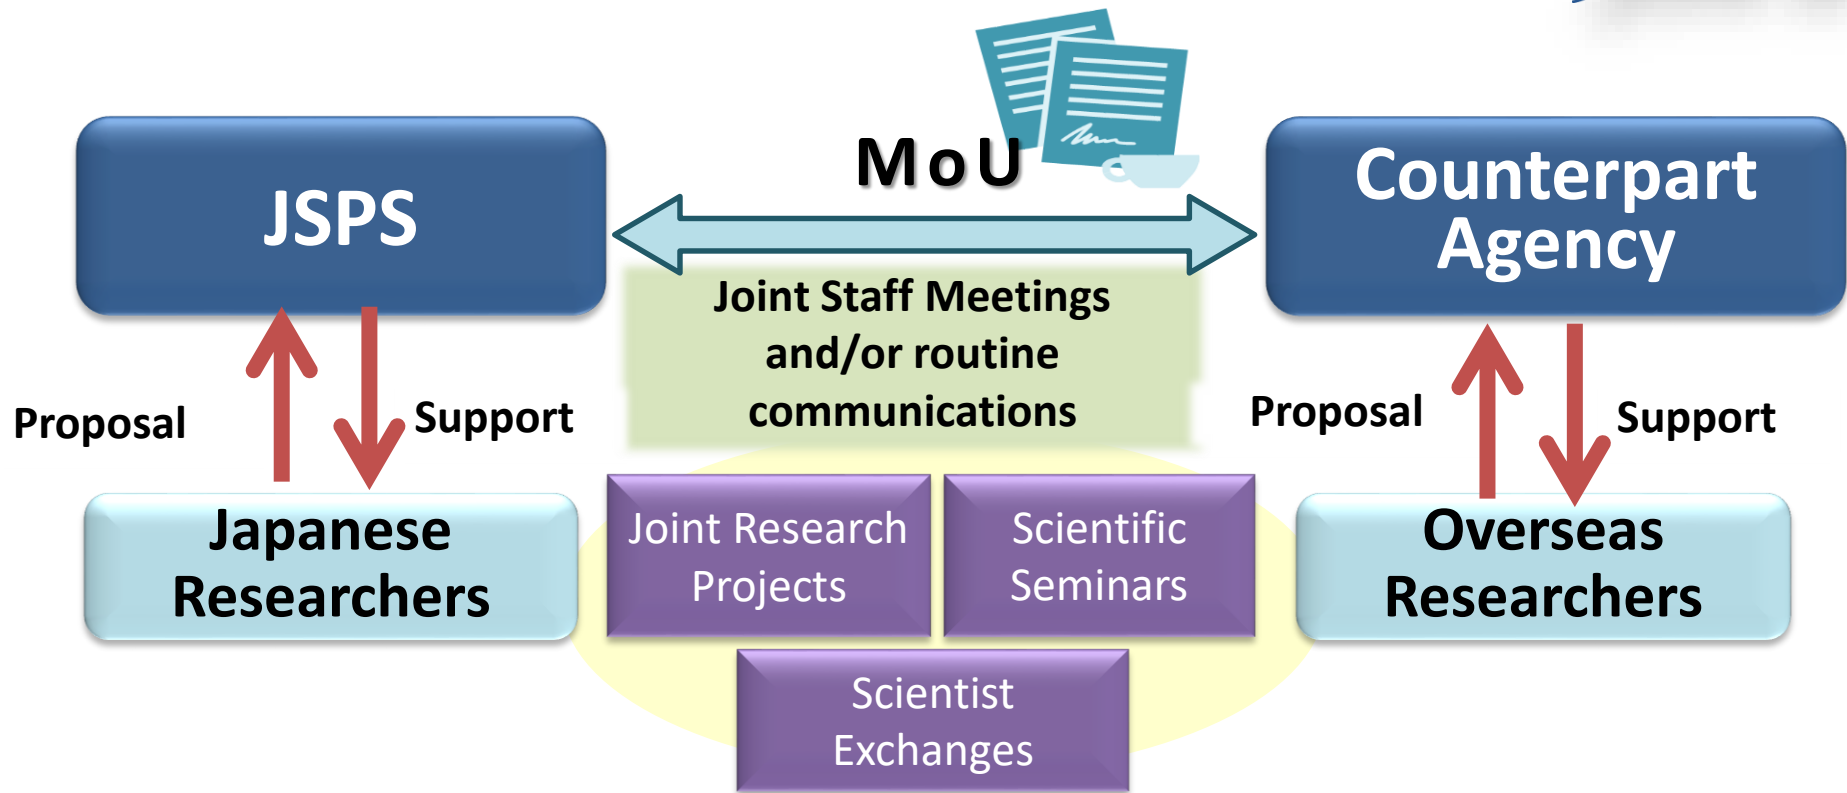 MoU
JSPS
Counterpart
Agency
Joint Staff Meetings
and/or routine
communications
Proposal
Support
Proposal
Support
Japanese
Researchers
Joint Research
Projects
Scientific
Seminars
Scientist
Exchanges
Overseas
Researchers